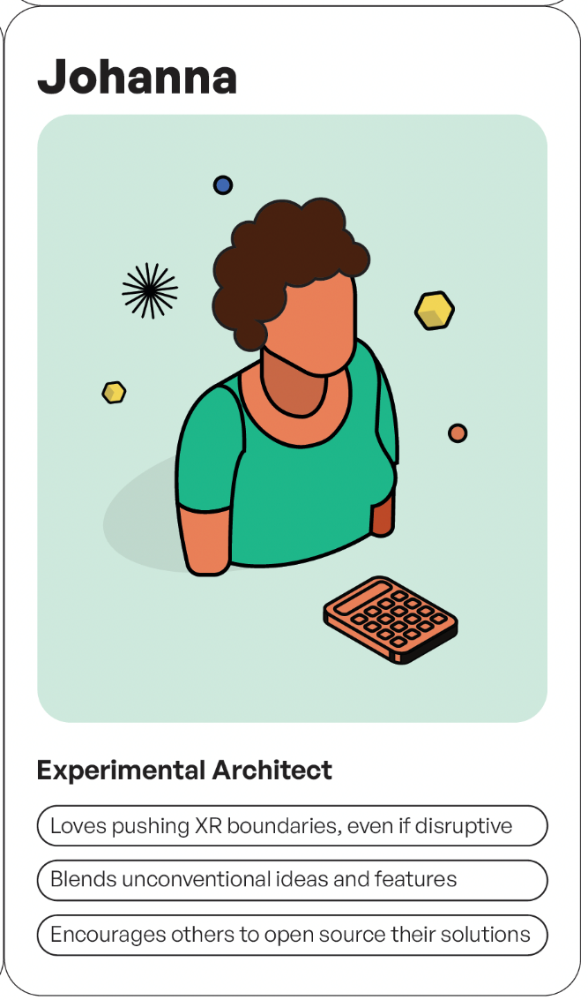 Johanna
Experimental Architect
Loves pushing XR boundaries, even if disruptive
Blends unconventional ideas and features
Encourages others to open source their solutions